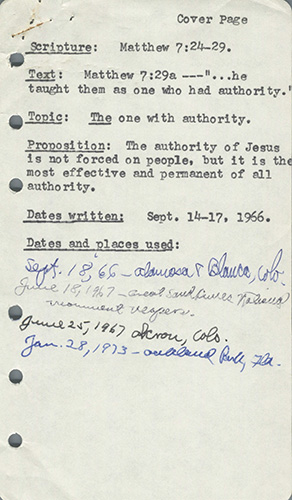 Cover Page
Scripture: Matthew 7:24-29.
Text: Matthew 7:29a ---"...he
taught them as one who had authority."
Topic: The one with authority.
Proposition: The authority of Jesus
is not forced on people, but it is the
most effective and permanent of all
authority.
Dates written: Sept. 14-17, 1966.
Dates and places used:
Sept. 18, '66 - Alamosa & Blanca, Colo.
June 18, 1967 - Great Sand Dunes National
monument vespers.
June 25, 1967 Akron, Colo.
Jan. 28, 1973 - Oakland Park, Fla.